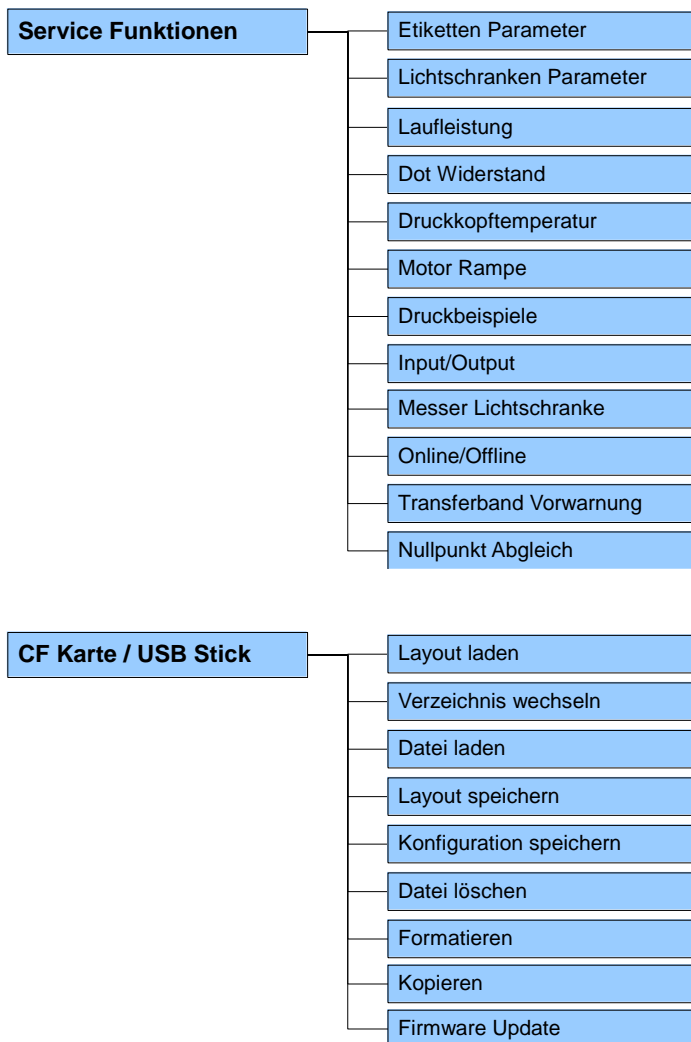 Service Funktionen
Etiketten Parameter
Lichtschranken Parameter
Laufleistung
Dot Widerstand
Druckkopftemperatur
Motor Rampe
Druckbeispiele
Input/Output
Messer Lichtschranke
Online/Offline
Transferband Vorwarnung
Nullpunkt Abgleich
CF Karte / USB Stick
Layout laden
Verzeichnis wechseln
Datei laden
Layout speichern
Konfiguration speichern
Datei löschen
Formatieren
Kopieren
Firmware Update